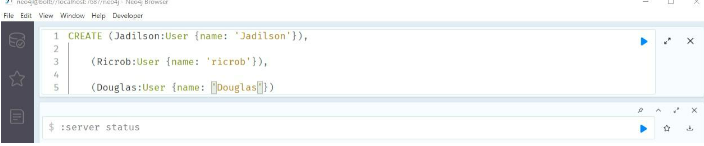 neo4j@bolt://localhost:7687/neo4j - Neo4j Browser
File Edit View Window Help Developer
1 CREATE (Jadilson:User {name: 'Jadilson'}),
2
3 (Ricrob:User {name: 'ricrob'}),
4
5 (Douglas:User {name: 'Douglas'})
$ :server status